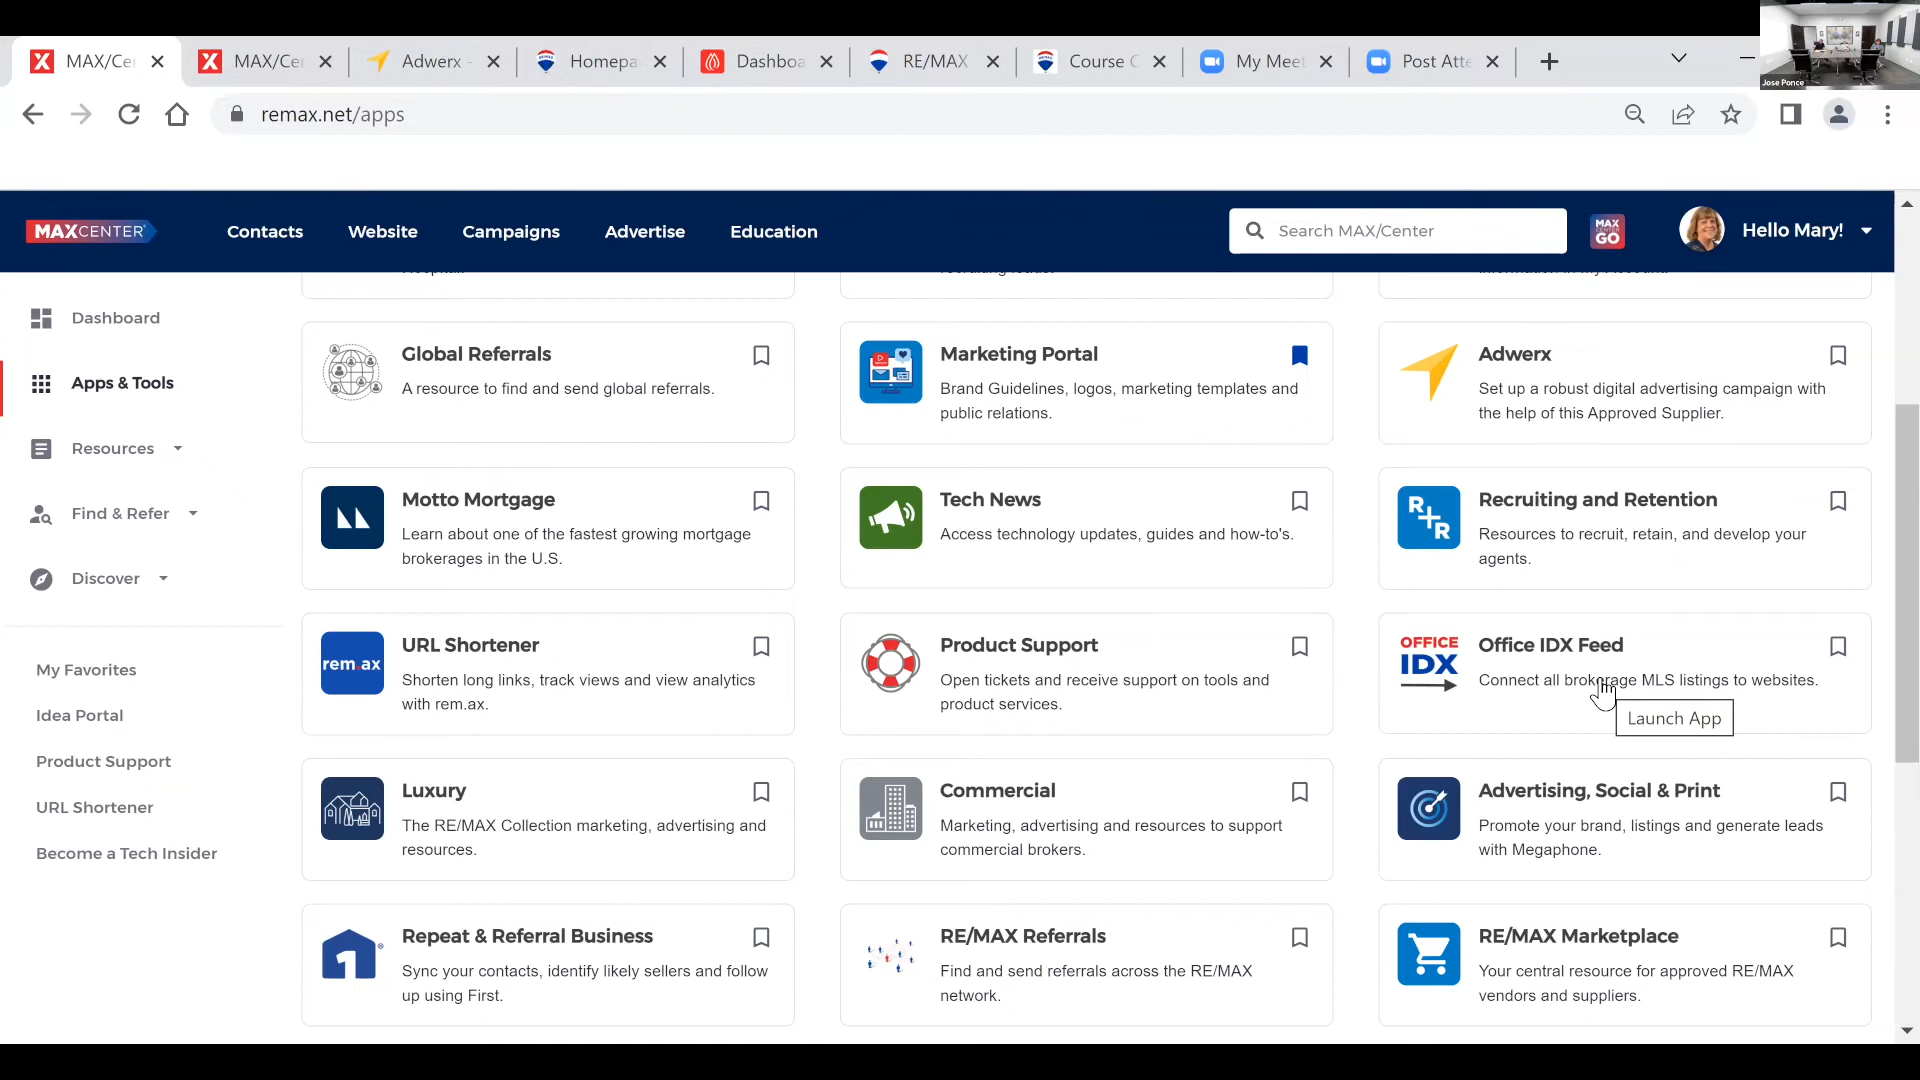 MAX/Ce
MAX/Ce
Adwerx -
Homepa
Dashboa
RE/MAX
Course C
My Meet
Post Atte
Jose Ponce
remax.net/apps
MAXCENTER
Contacts
Website
Campaigns
Advertise
Education
Search MAX/Center
MAX
CENTER
GO
Hello Mary!
Dashboard
Apps & Tools
Resources
Find & Refer
Discover
My Favorites
Idea Portal
Product Support
URL Shortener
Become a Tech Insider
Global Referrals
A resource to find and send global referrals.
Marketing Portal
Brand Guidelines, logos, marketing templates and
public relations.
Adwerx
Set up a robust digital advertising campaign with
the help of this Approved Supplier.
Motto Mortgage
Learn about one of the fastest growing mortgage
brokerages in the U.S.
Tech News
Access technology updates, guides and how-to's.
R+R
Recruiting and Retention
Resources to recruit, retain, and develop your
agents.
rem.ax
URL Shortener
Shorten long links, track views and view analytics
with rem.ax.
Product Support
Open tickets and receive support on tools and
product services.
OFFICE
IDX
Office IDX Feed
Connect all brokerage MLS listings to websites.
Launch App
Luxury
The RE/MAX Collection marketing, advertising and
resources.
Commercial
Marketing, advertising and resources to support
commercial brokers.
Advertising, Social & Print
Promote your brand, listings and generate leads
with Megaphone.
1
Repeat & Referral Business
Sync your contacts, identify likely sellers and follow
up using First.
RE/MAX Referrals
Find and send referrals across the RE/MAX
network.
RE/MAX Marketplace
Your central resource for approved RE/MAX
vendors and suppliers.